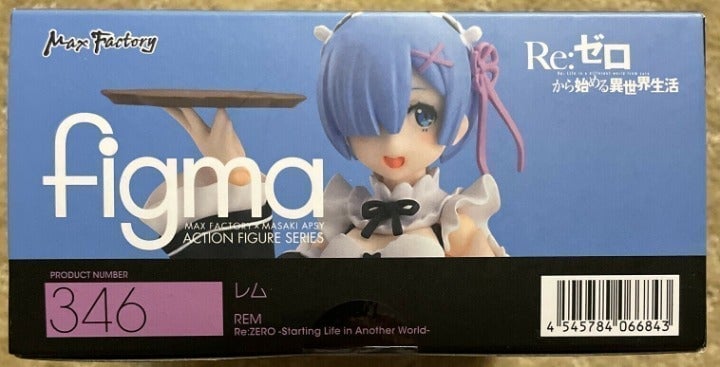 Max Factory
Re:ゼロ
Re: Life in a different world from zero
から始める異世界生活
figma
MAX FACTORY × MASAKI APSY
ACTION FIGURE SERIES
PRODUCT NUMBER
346
レム
REM
Re:ZERO -Starting Life in Another World-
4 545784 066843